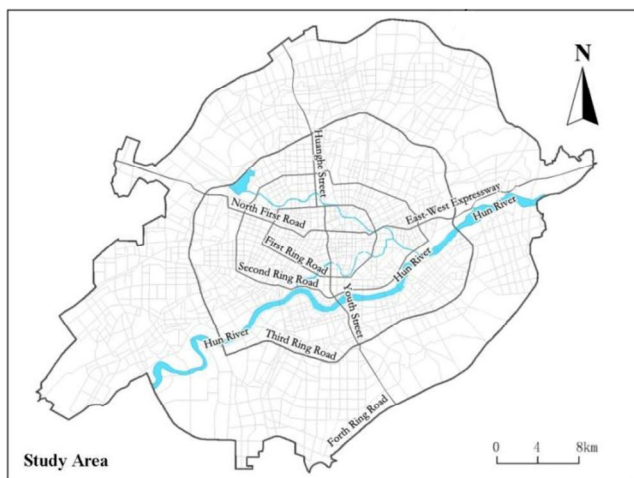 N
Huanghe Street
East-West Expressway
Hun River
North First Road
First Ring Road
Hun River
Second Ring Road
Youth Street
Hun River
Third Ring Road
Forth Ring Road
Study Area
0 4 8km